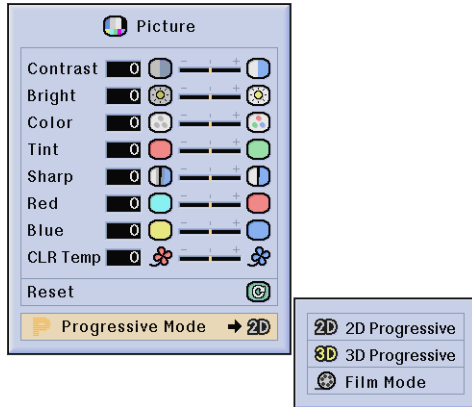 Picture
Contrast 0 - +
Bright 0 - +
Color 0 - +
Tint 0 - +
Sharp 0 - +
Red 0 - +
Blue 0 - +
CLR Temp 0 - +
Reset
P Progressive Mode 2D
2D 2D Progressive
3D 3D Progressive
Film Mode